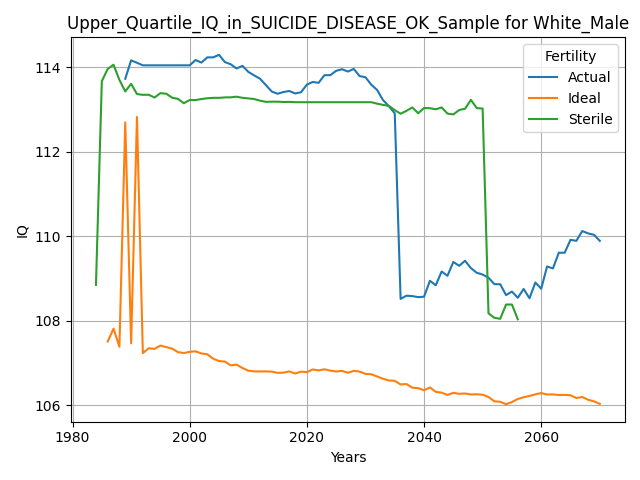 Upper_Quartile_IQ_in_SUICIDE_DISEASE_OK_Sample for White_Male
Fertility
Actual
Ideal
Sterile
114
112
110
108
106
IQ
1980
2000
2020
2040
2060
Years